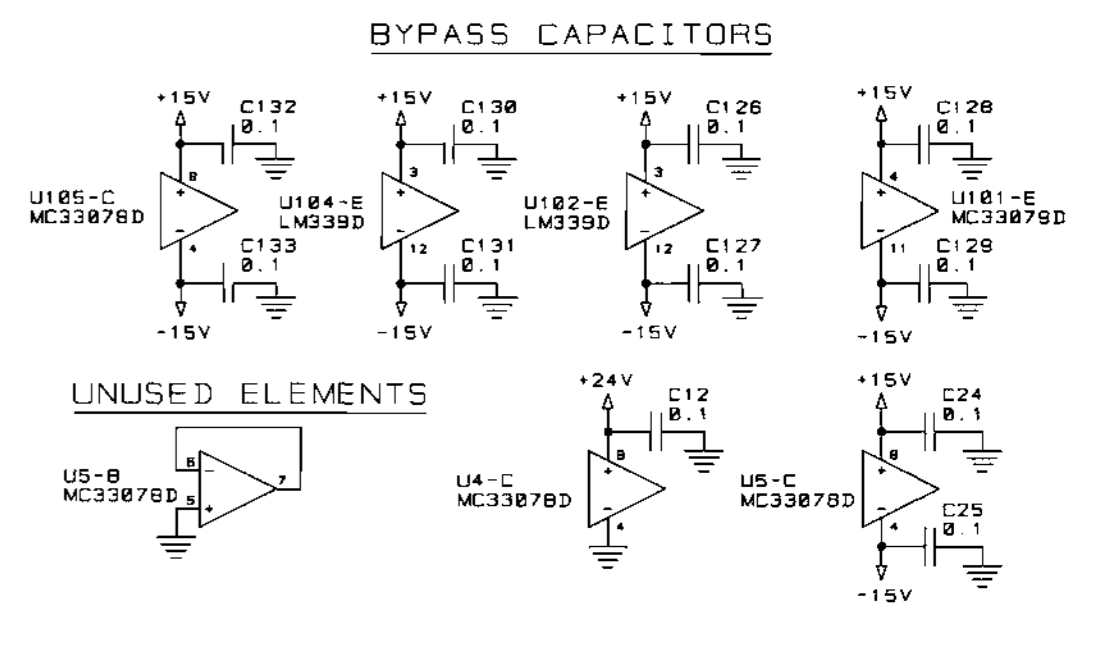 BYPASS CAPACITORS
+15V
C132
0.1
8
+
U105-C
MC33078D
-
4
C133
0.1
-15V
+15V
C130
0.1
3
+
U104-E
LM339D
-
12
C131
0.1
-15V
+15V
C126
0.1
3
+
U102-E
LM339D
-
12
C127
0.1
-15V
+15V
C128
0.1
4
+
U101-E
MC33079D
-
11
C129
0.1
-15V
UNUSED ELEMENTS
6
-
U5-B
MC33078D
5
+
7
+24V
C12
0.1
8
+
U4-C
MC33078D
-
4
+15V
C24
0.1
8
+
U5-C
MC33078D
-
4
C25
0.1
-15V